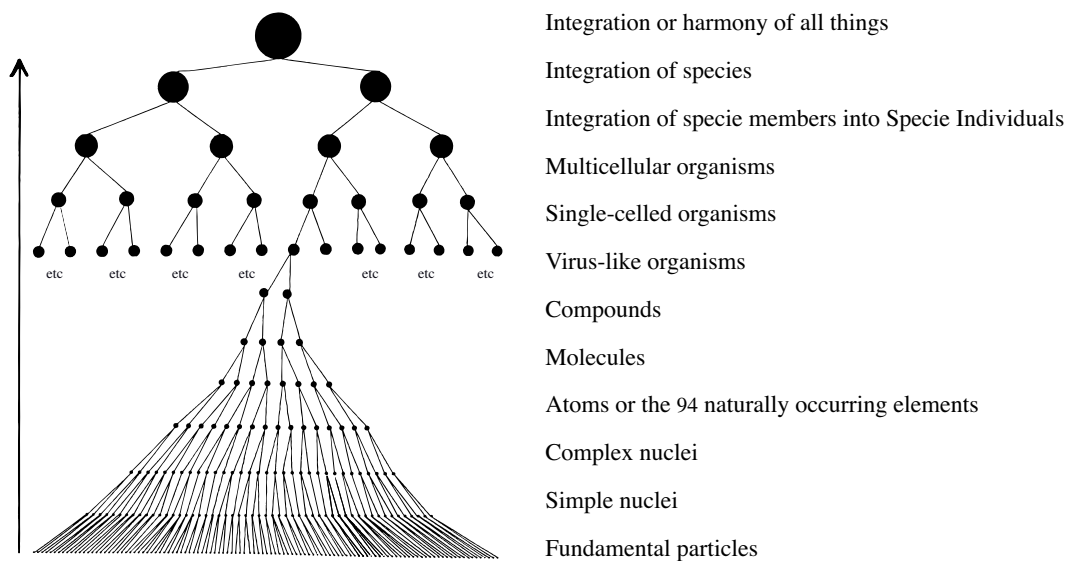 Integration or harmony of all things
Integration of species
Integration of specie members into Specie Individuals
Multicellular organisms
Single-celled organisms
etc etc etc etc etc etc etc
Virus-like organisms
Compounds
Molecules
Atoms or the 94 naturally occurring elements
Complex nuclei
Simple nuclei
Fundamental particles